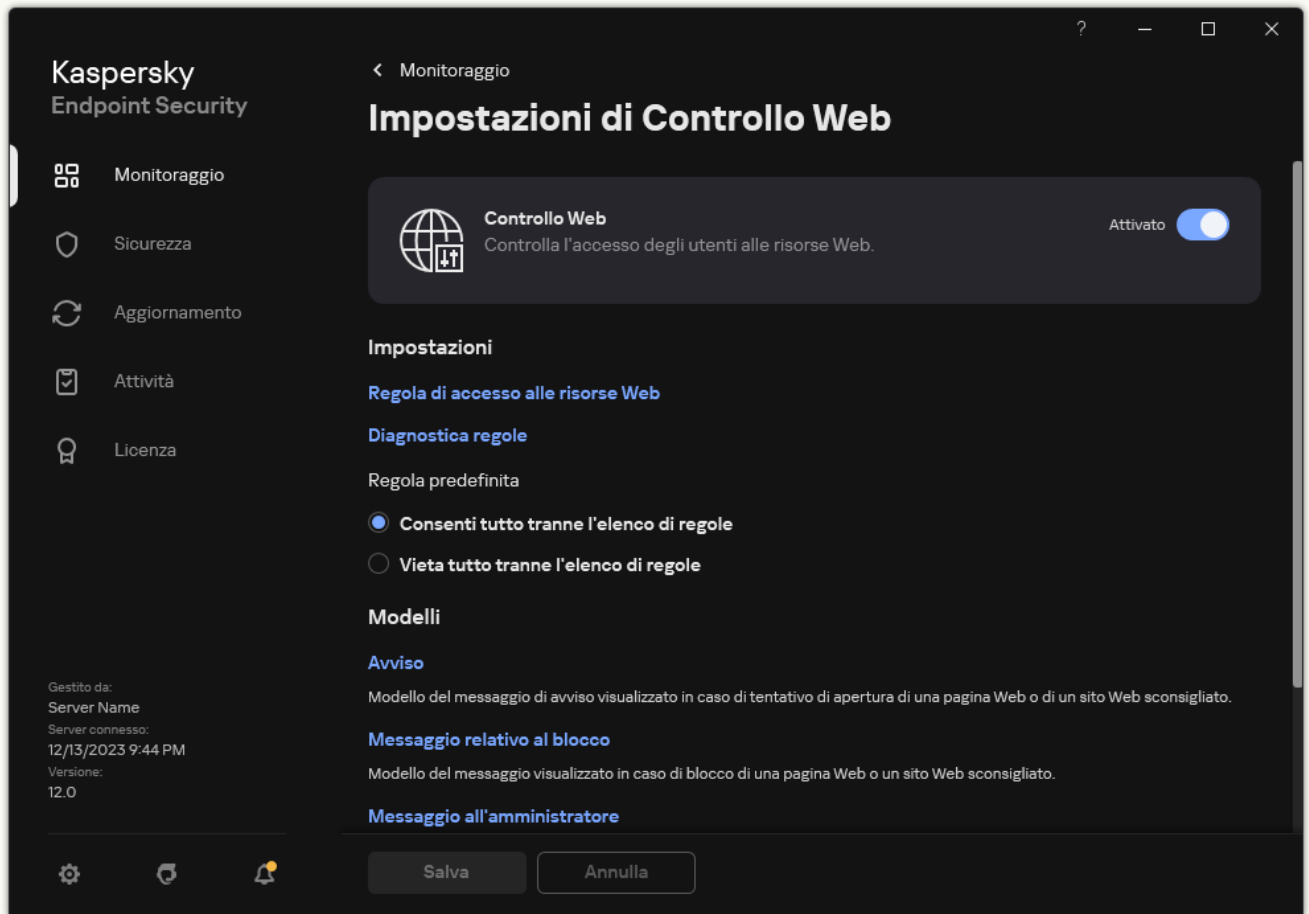 ?
Kaspersky
Endpoint Security
Monitoraggio
Sicurezza
Aggiornamento
Attività
Licenza
Gestito da:
Server Name
Server connesso:
12/13/2023 9:44 PM
Versione:
12.0
Monitoraggio
Impostazioni di Controllo Web
Controllo Web
Controlla l'accesso degli utenti alle risorse Web.
Attivato
Impostazioni
Regola di accesso alle risorse Web
Diagnostica regole
Regola predefinita
Consenti tutto tranne l'elenco di regole
Vieta tutto tranne l'elenco di regole
Modelli
Avviso
Modello del messaggio di avviso visualizzato in caso di tentativo di apertura di una pagina Web o di un sito Web sconsigliato.
Messaggio relativo al blocco
Modello del messaggio visualizzato in caso di blocco di una pagina Web o un sito Web sconsigliato.
Messaggio all'amministratore
Salva
Annulla